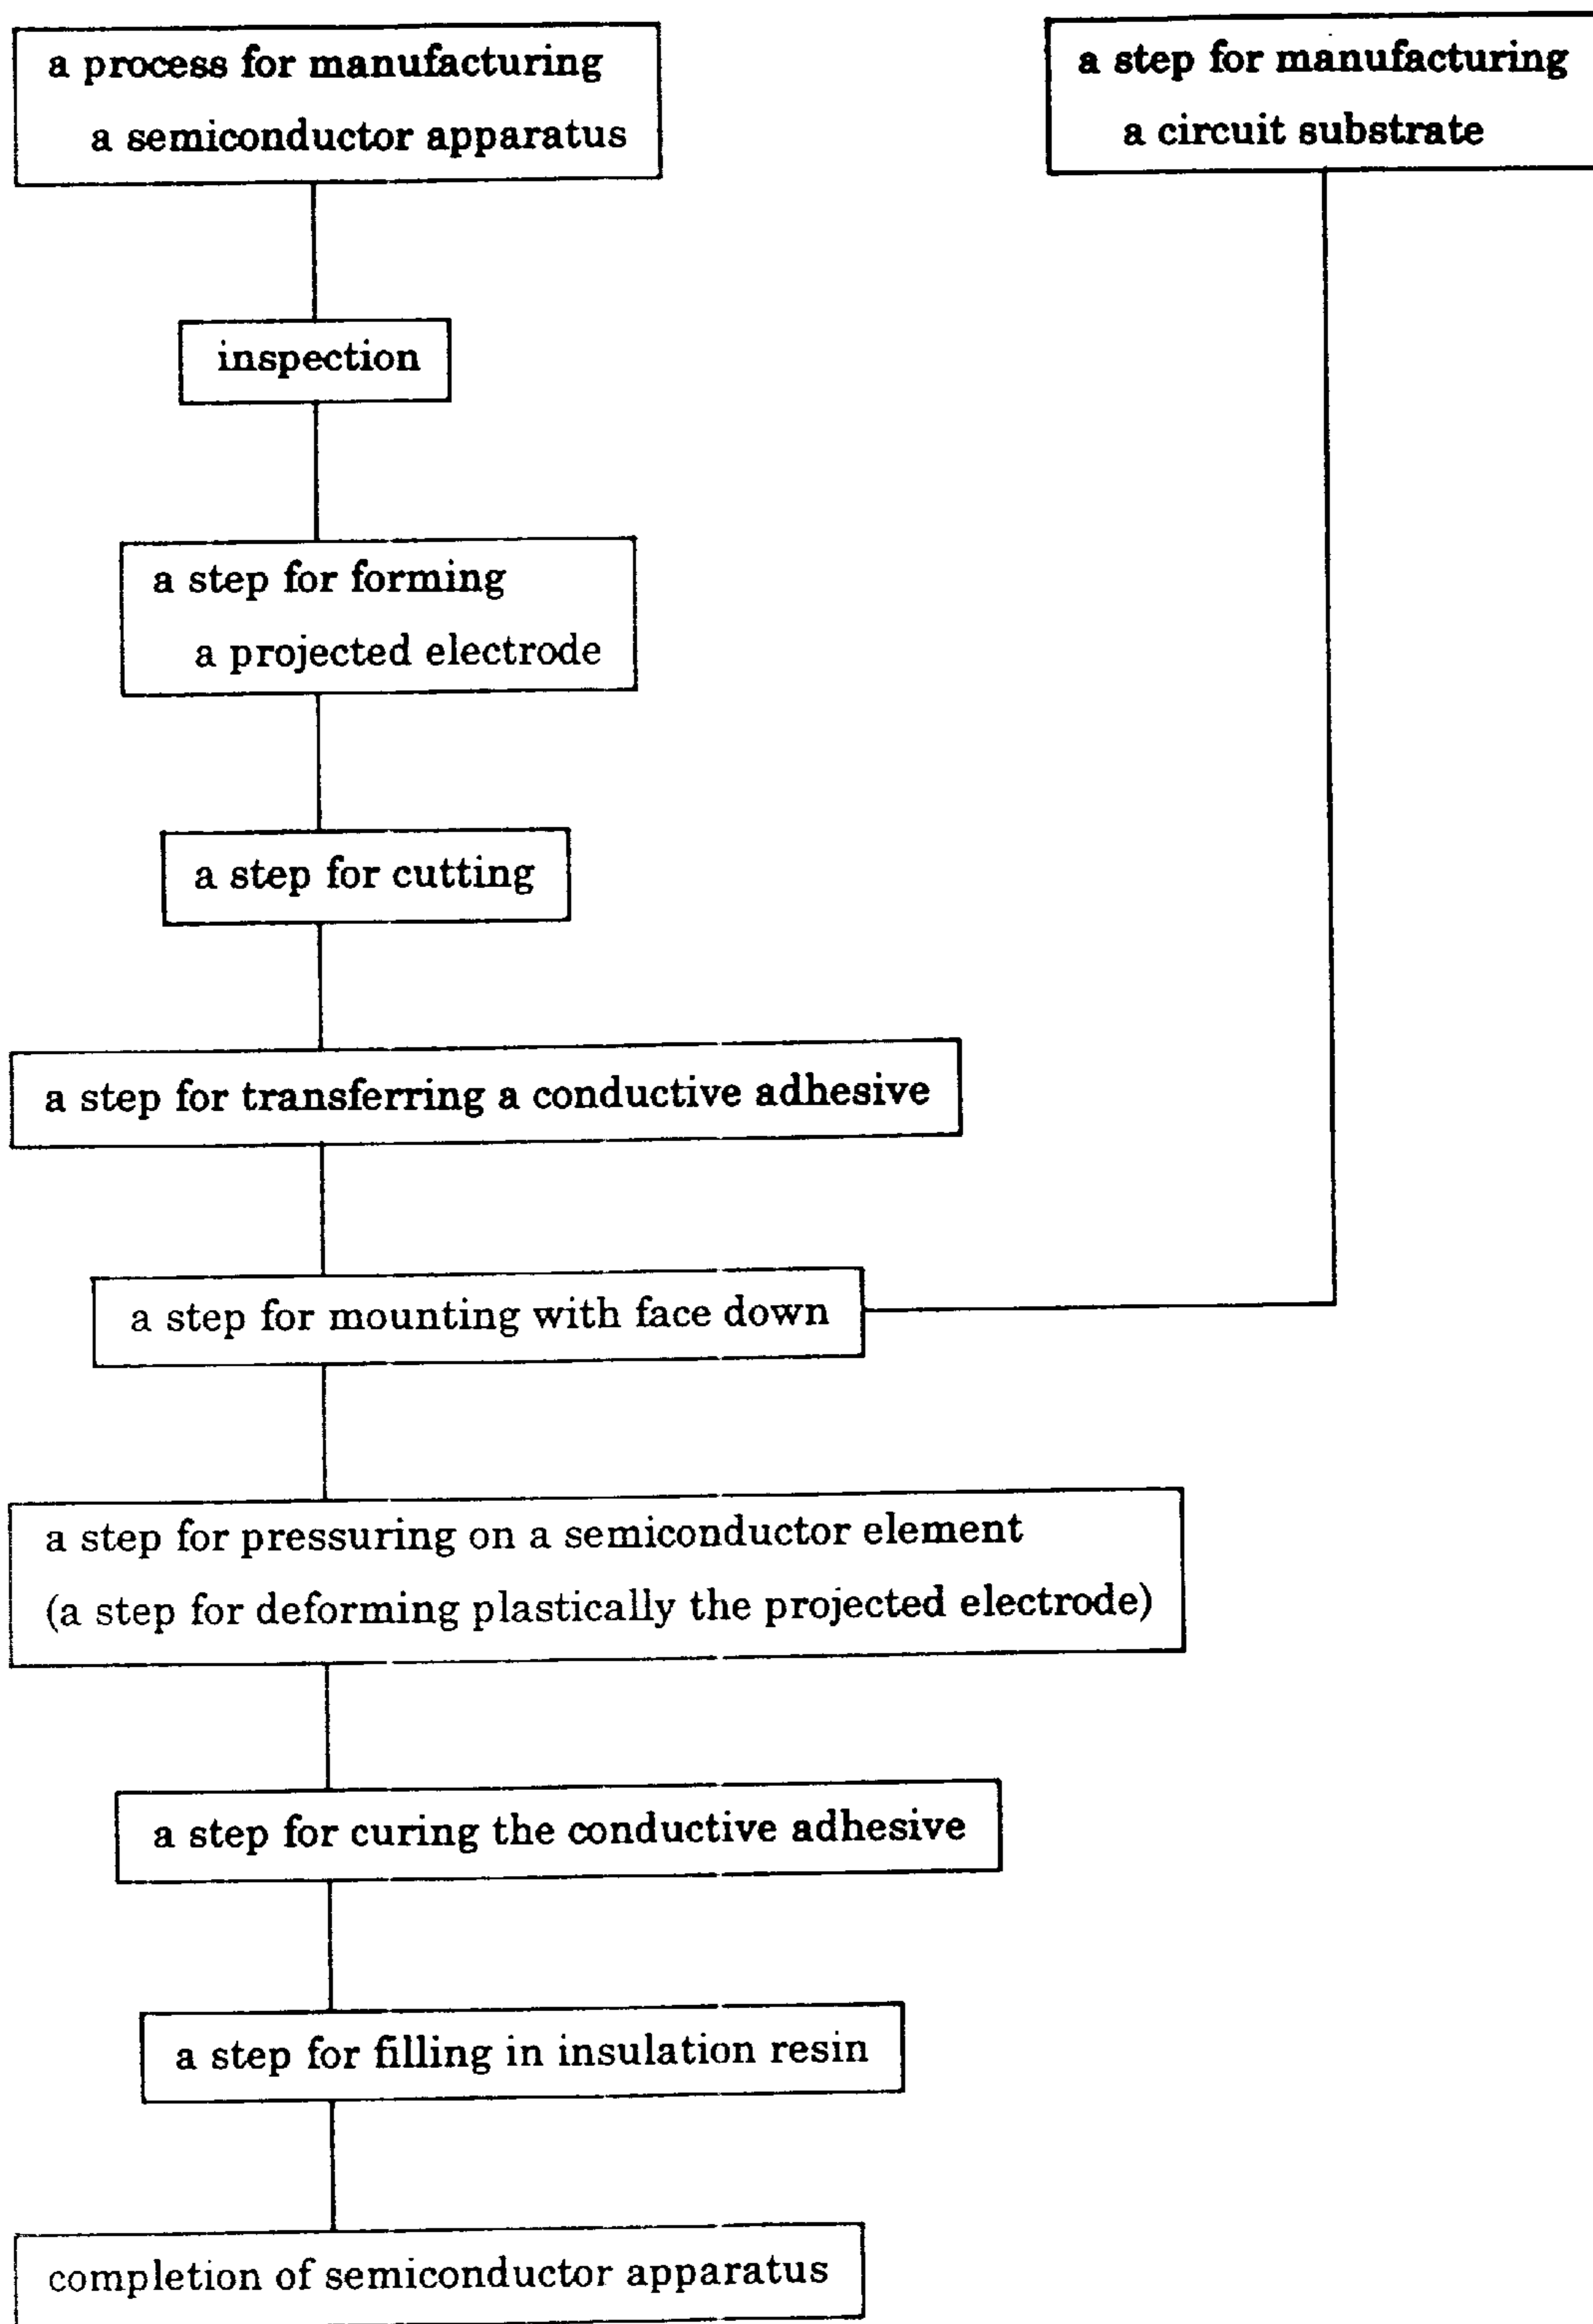 a process for manufacturing
a semiconductor apparatus
a step for manufacturing
a circuit substrate
inspection
a step for forming
a projected electrode
a step for cutting
a step for transferring a conductive adhesive
a step for mounting with face down
a step for pressuring on a semiconductor element
(a step for deforming plastically the projected electrode)
a step for curing the conductive adhesive
a step for filling in insulation resin
completion of semiconductor apparatus